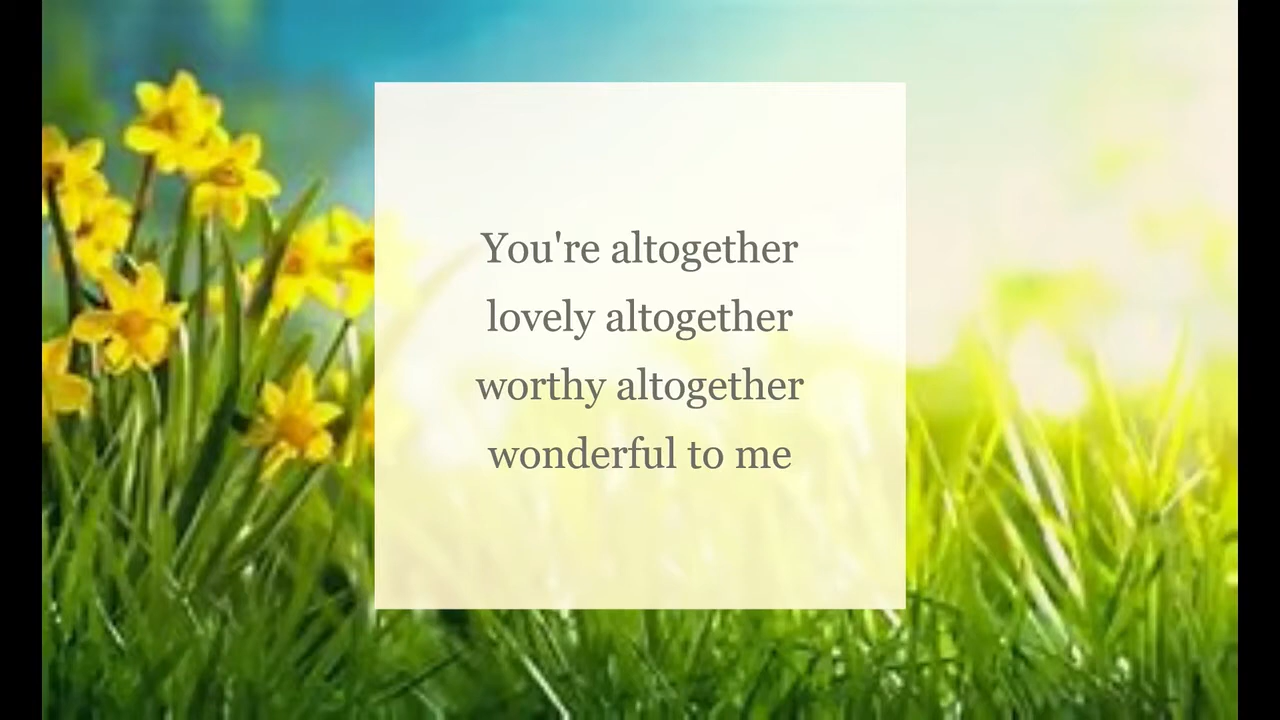 You're altogether
lovely altogether
worthy altogether
wonderful to me